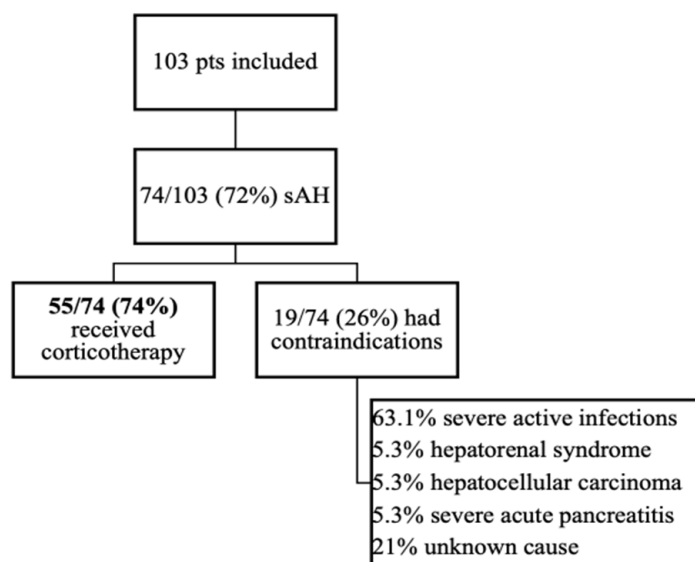 103 pts included
74/103 (72%) sAH
55/74 (74%)
received
corticotherapy
19/74 (26%) had
contraindications
63.1% severe active infections
5.3% hepatorenal syndrome
5.3% hepatocellular carcinoma
5.3% severe acute pancreatitis
21% unknown cause